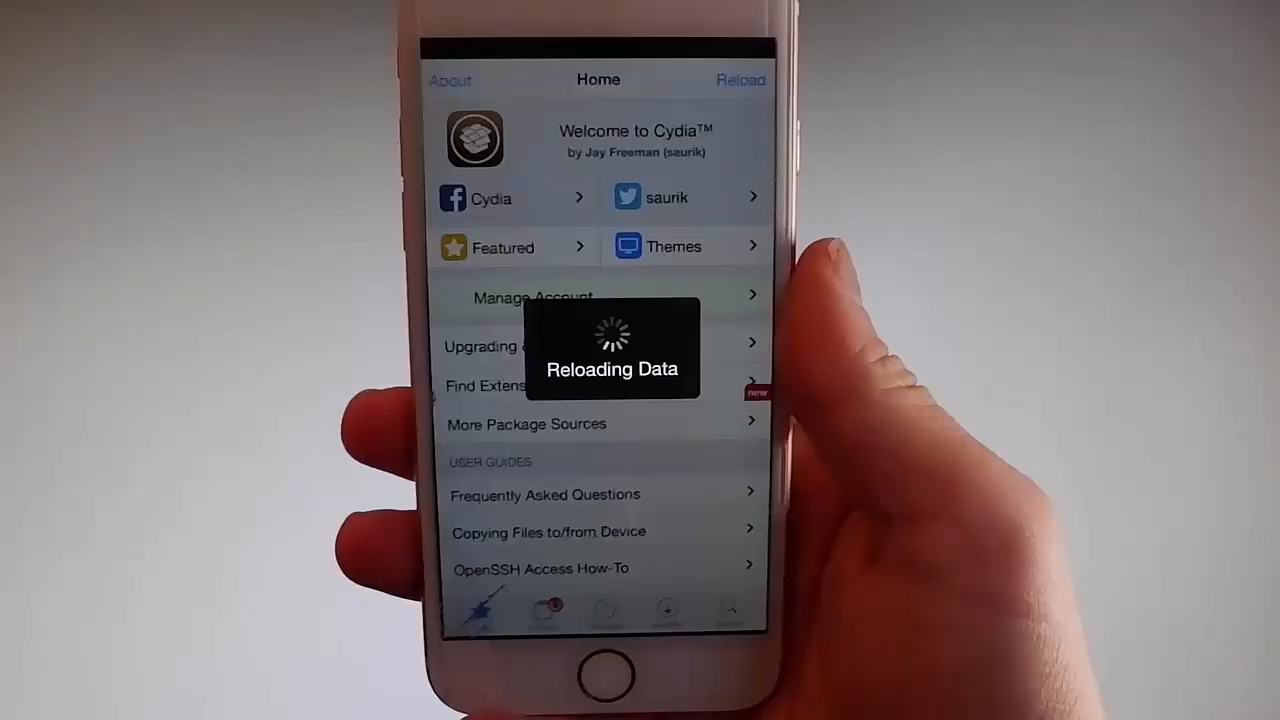 About Home Reload
Welcome to Cydia™
by Jay Freeman (saurik)
Cydia saurik
Featured Themes
Manage Account
Upgrading
Reloading Data
Find Extens
new
More Package Sources
USER GUIDES
Frequently Asked Questions
Copying Files to/from Device
OpenSSH Access How-To